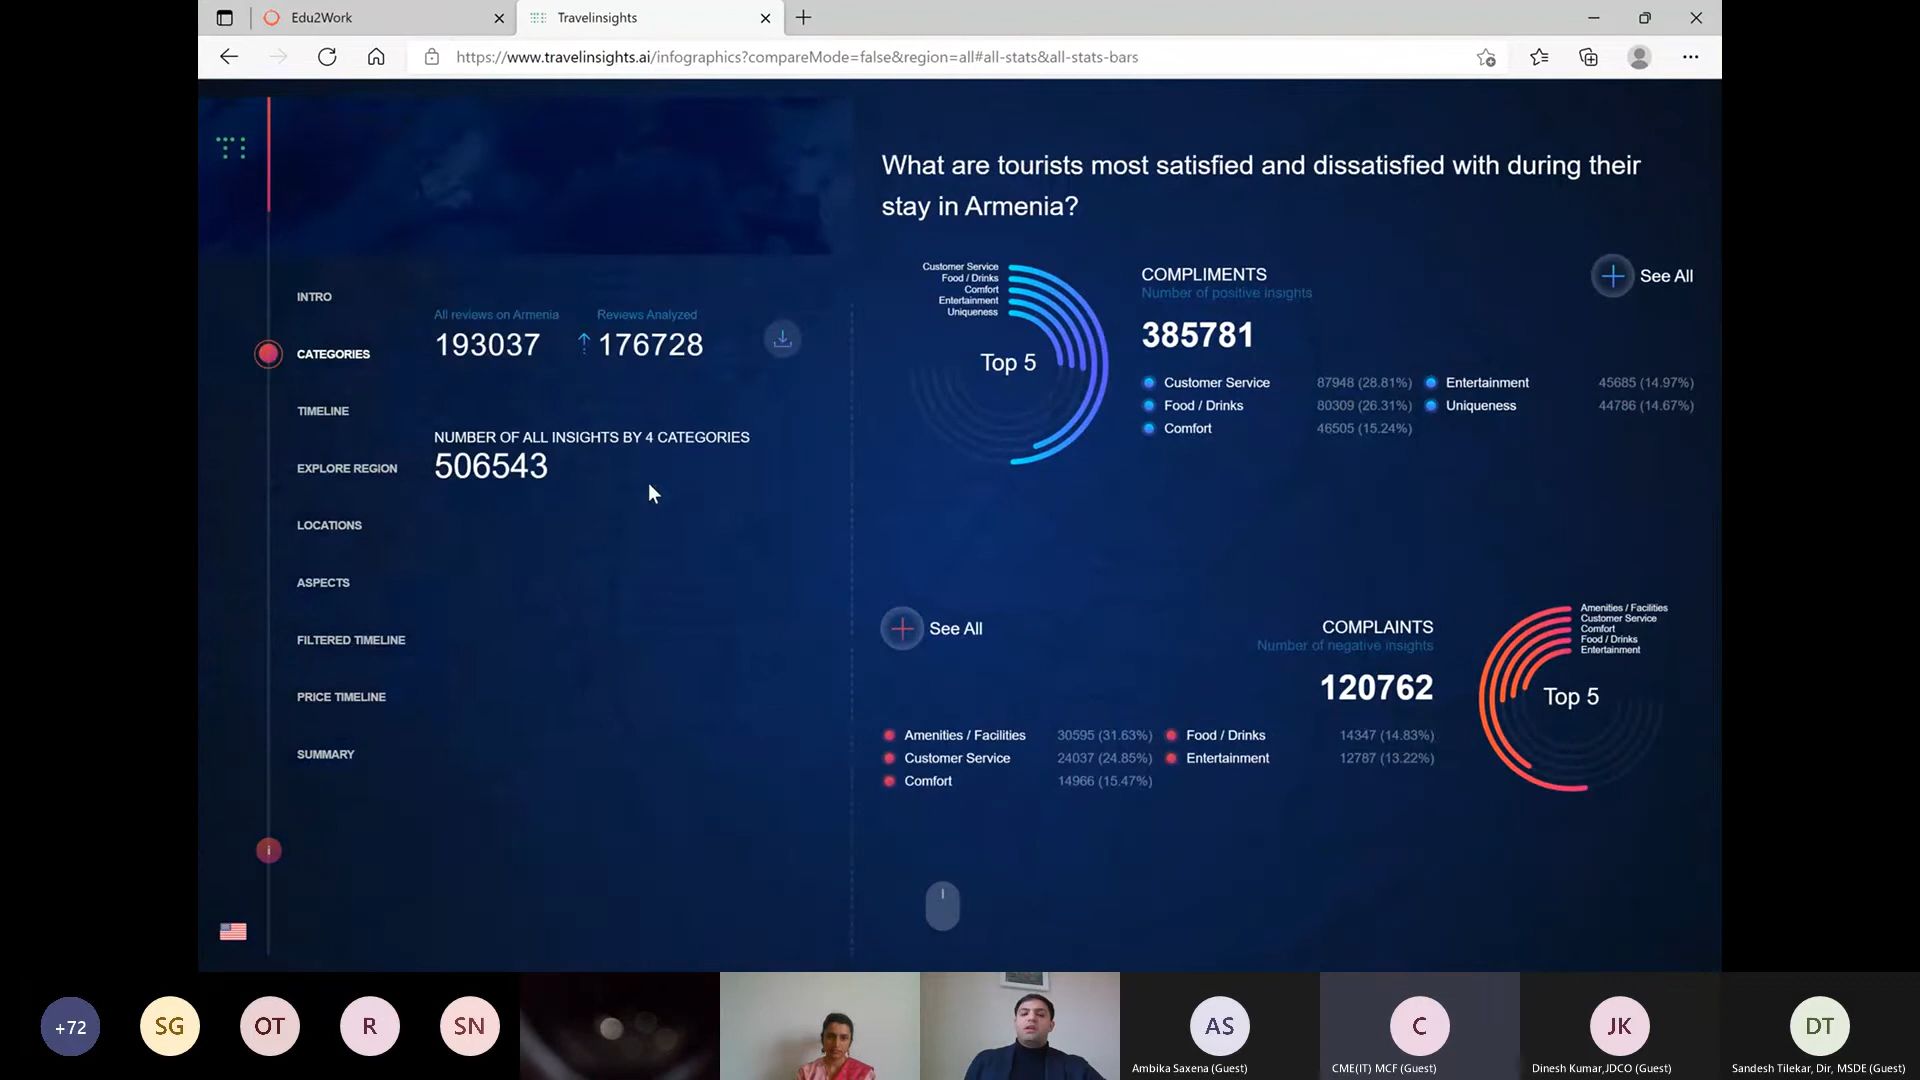 Edu2Work
Travelinsights
https://www.travelinsights.ai/infographics?compareMode=false&region=all#all-stats&all-stats-bars
INTRO
CATEGORIES
TIMELINE
EXPLORE REGION
LOCATIONS
ASPECTS
FILTERED TIMELINE
PRICE TIMELINE
SUMMARY
i
All reviews on Armenia
193037
Reviews Analyzed
176728
NUMBER OF ALL INSIGHTS BY 4 CATEGORIES
506543
What are tourists most satisfied and dissatisfied with during their
stay in Armenia?
Customer Service
Food / Drinks
Comfort
Entertainment
Uniqueness
Top 5
COMPLIMENTS
Number of positive insights
385781
See All
Customer Service 87948 (28.81%)
Food / Drinks 80309 (26.31%)
Comfort 46505 (15.24%)
Entertainment 45685 (14.97%)
Uniqueness 44786 (14.67%)
See All
COMPLAINTS
Number of negative insights
120762
Amenities / Facilities 30595 (31.63%)
Customer Service 24037 (24.85%)
Comfort 14966 (15.47%)
Food / Drinks 14347 (14.83%)
Entertainment 12787 (13.22%)
Amenities / Facilities
Customer Service
Comfort
Food / Drinks
Entertainment
Top 5
+72
SG
OT
R
SN
AS
Ambika Saxena (Guest)
C
CME(IT) MCF (Guest)
JK
Dinesh Kumar,JDCO (Guest)
DT
Sandesh Tilekar, Dir, MSDE (Guest)